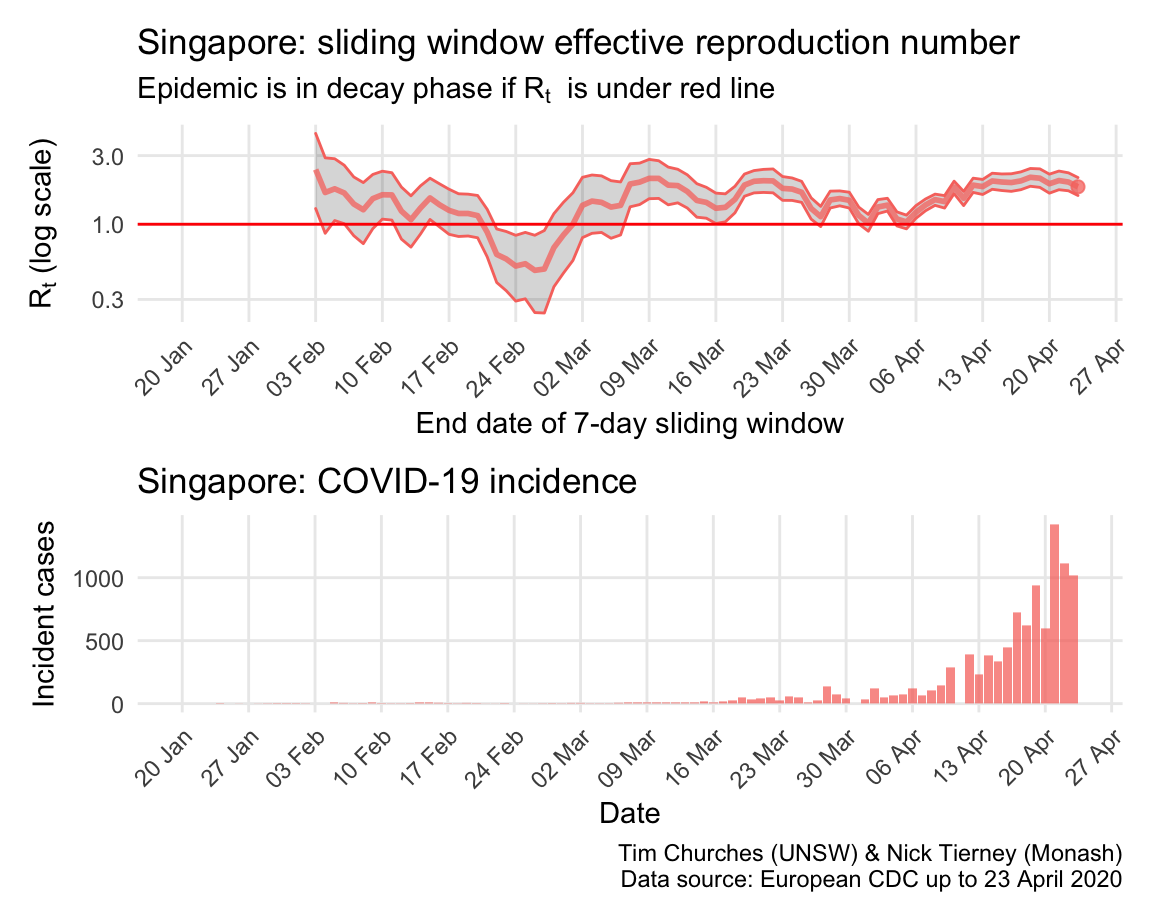 Singapore: sliding window effective reproduction number
Epidemic is in decay phase if Rt is under red line
Rt (log scale)
3.0
1.0
0.3
20 Jan
27 Jan
03 Feb
10 Feb
17 Feb
24 Feb
02 Mar
09 Mar
16 Mar
23 Mar
30 Mar
06 Apr
13 Apr
20 Apr
27 Apr
End date of 7-day sliding window
Singapore: COVID-19 incidence
Incident cases
1000
500
0
20 Jan
27 Jan
03 Feb
10 Feb
17 Feb
24 Feb
02 Mar
09 Mar
16 Mar
23 Mar
30 Mar
06 Apr
13 Apr
20 Apr
27 Apr
Date
Tim Churches (UNSW) & Nick Tierney (Monash)
Data source: European CDC up to 23 April 2020